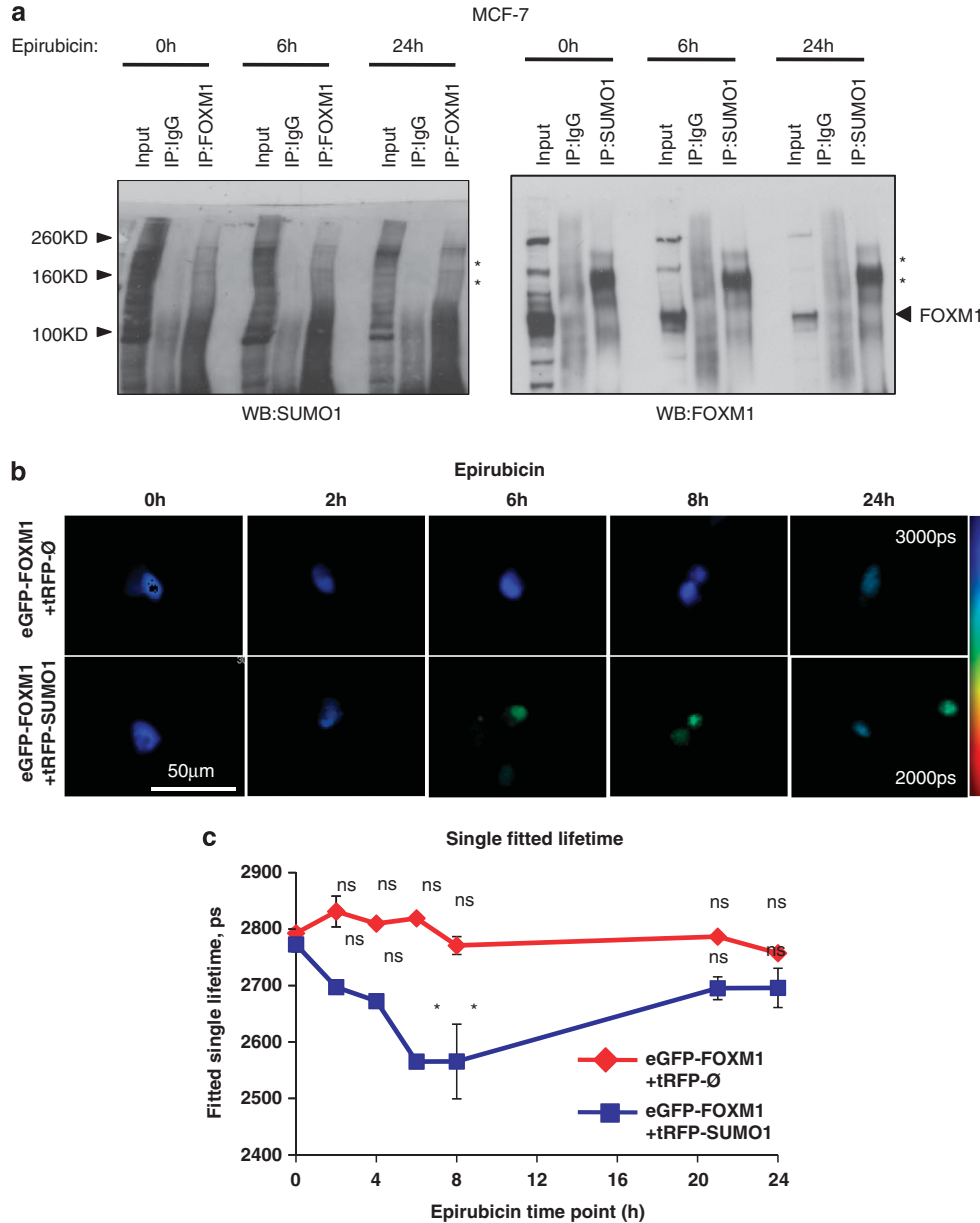 a
MCF-7
Epirubicin:
0h
6h
24h
0h
6h
24h
Input
IP:IgG
IP:FOXM1
Input
IP:IgG
IP:FOXM1
Input
IP:IgG
IP:FOXM1
Input
IP:IgG
IP:SUMO1
Input
IP:IgG
IP:SUMO1
Input
IP:IgG
IP:SUMO1
260KD
160KD
100KD
*
*
*
*
FOXM1
WB:SUMO1
WB:FOXM1
b
Epirubicin
0h
2h
6h
8h
24h
eGFP-FOXM1
+tRFP-Ø
3000ps
eGFP-FOXM1
+tRFP-SUMO1
50µm
2000ps
c
Single fitted lifetime
Fitted single lifetime, ps
2900
2800
2700
2600
2500
2400
ns
ns
ns
ns
ns
ns
ns
ns
ns
ns
*
*
eGFP-FOXM1
+tRFP-Ø
eGFP-FOXM1
+tRFP-SUMO1
0
4
8
12
16
20
24
Epirubicin time point (h)